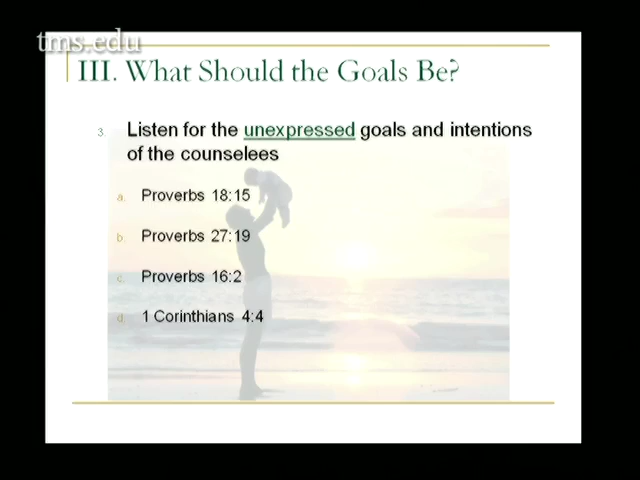 tms.edu
III. What Should the Goals Be?
3. Listen for the unexpressed goals and intentions
of the counselees
a. Proverbs 18:15
b. Proverbs 27:19
c. Proverbs 16:2
d. 1 Corinthians 4:4